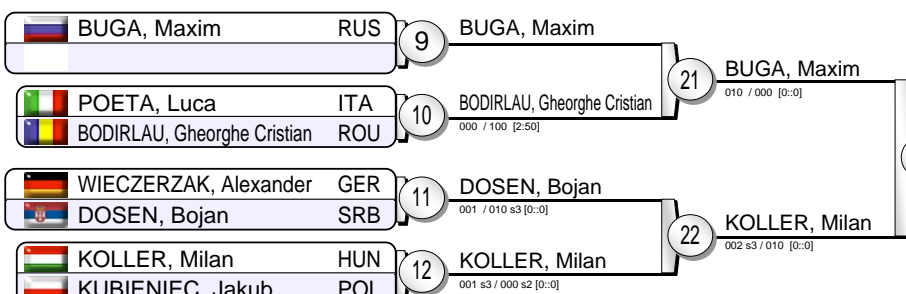 BUGA, Maxim RUS
9
BUGA, Maxim
21
BUGA, Maxim
010 / 000 [0::0]
POETA, Luca ITA
BODIRLAU, Gheorghe Cristian ROU
10
BODIRLAU, Gheorghe Cristian
000 / 100 [2:50]
WIECZERZAK, Alexander GER
DOSEN, Bojan SRB
11
DOSEN, Bojan
001 / 010 s3 [0::0]
22
KOLLER, Milan
002 s3 / 010 [0::0]
KOLLER, Milan HUN
KUBIENIEC, Jakub POL
12
KOLLER, Milan
001 s3 / 000 s2 [0::0]